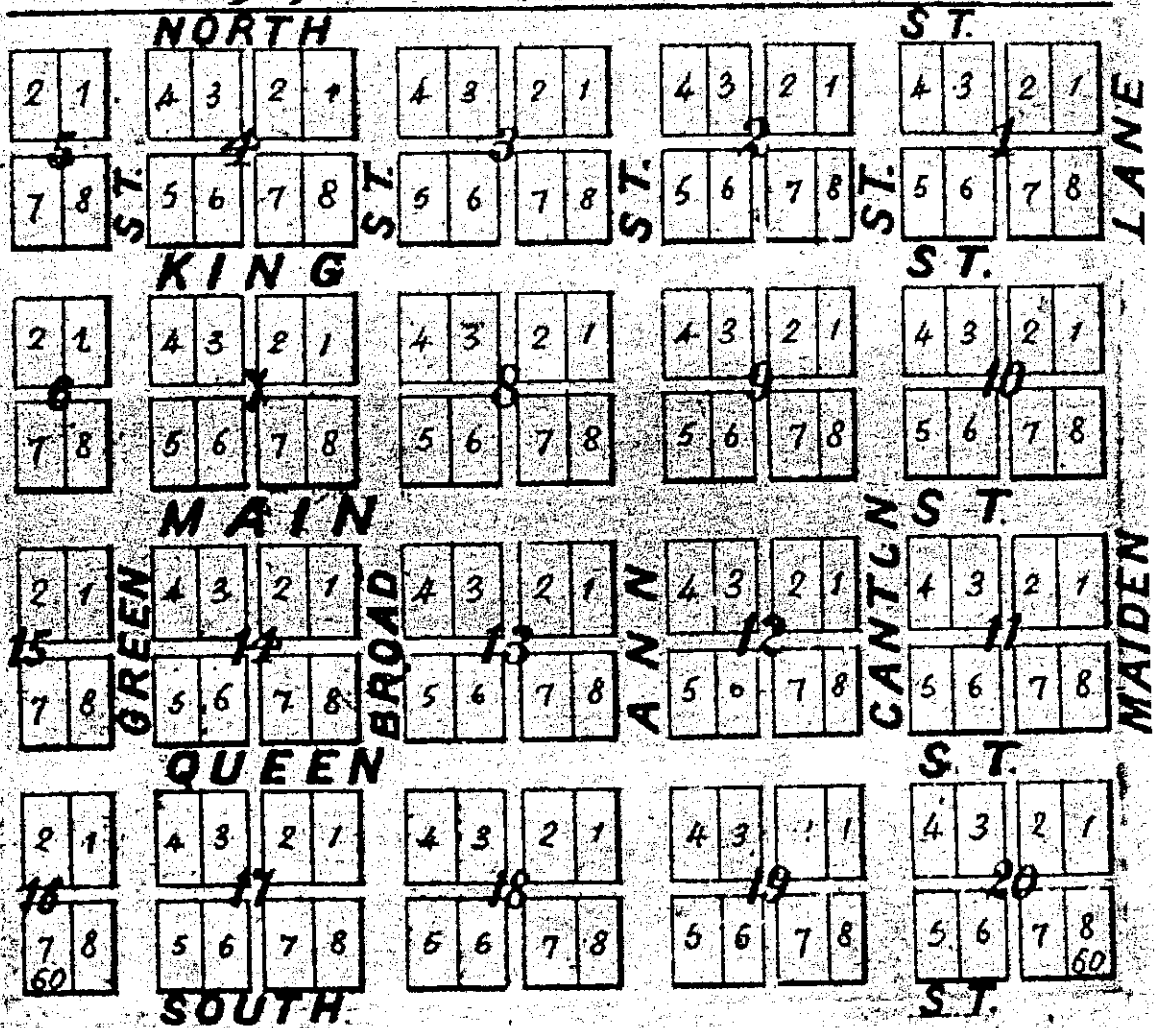 NORTH ST.
2 1 4 3 2 1 4 3 2 1 4 3 2 1 4 3 2 1
5 4 3 2 1
7 8 5 6 7 8 5 6 7 8 5 6 7 8 5 6 7 8
ST. ST. ST. ST. LANE
KING ST.
2 1 4 3 2 1 4 3 2 1 4 3 2 1 4 3 2 1
6 7 8 9 10
7 8 5 6 7 8 5 6 7 8 5 6 7 8 5 6 7 8
MAIN ST.
2 1 4 3 2 1 4 3 2 1 4 3 2 1 4 3 2 1
15 14 13 12 11
GREEN BROAD ANN CANTON MAIDEN
7 8 5 6 7 8 5 6 7 8 5 6 7 8 5 6 7 8
QUEEN ST.
2 1 4 3 2 1 4 3 2 1 4 3 1 4 3 2 1
16 17 18 19 20
7 8 5 6 7 8 5 6 7 8 5 6 7 8 5 6 7 8
60 60
SOUTH ST.